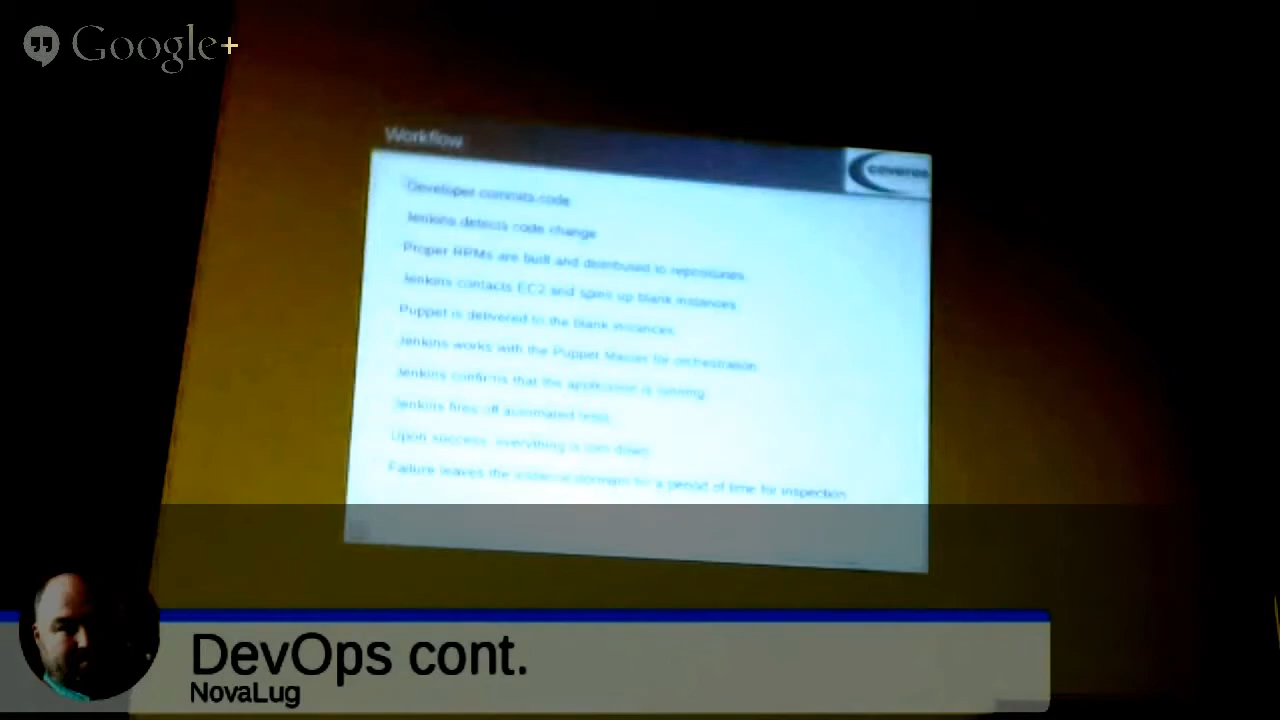 Google+
Workflow
coveros
Developer commits code
Jenkins detects code change
Proper RPMs are built and distributed to repositories
Jenkins contacts EC2 and spins up blank instances
Puppet is delivered to the blank instances
Jenkins works with the Puppet Master for orchestration
Jenkins confirms that the application is running
Jenkins fires off automated tests
Upon success, everything is torn down
Failure leaves the instance dormant for a period of time for inspection
DevOps cont.
NovaLug